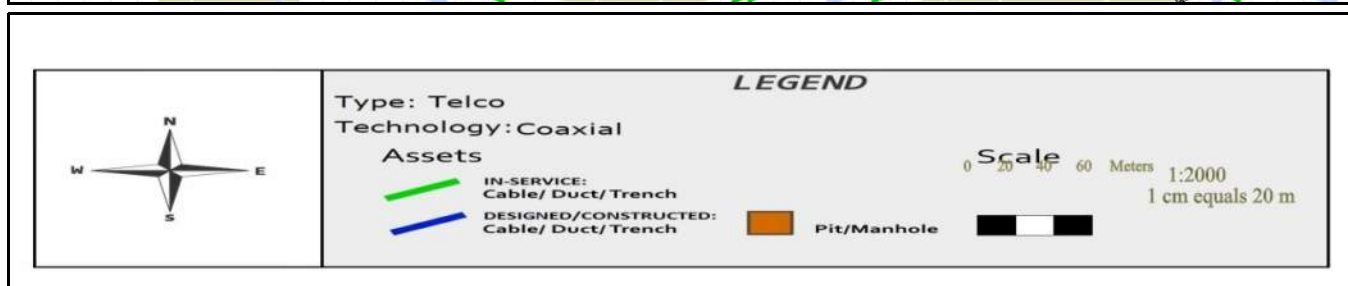 LEGEND
Type: Telco
Technology: Coaxial
Assets
Scale
0 20 40 60 Meters
1:2000
1 cm equals 20 m
IN-SERVICE:
Cable/ Duct/ Trench
DESIGNED/CONSTRUCTED:
Cable/ Duct/ Trench
Pit/Manhole
N
W
E
S